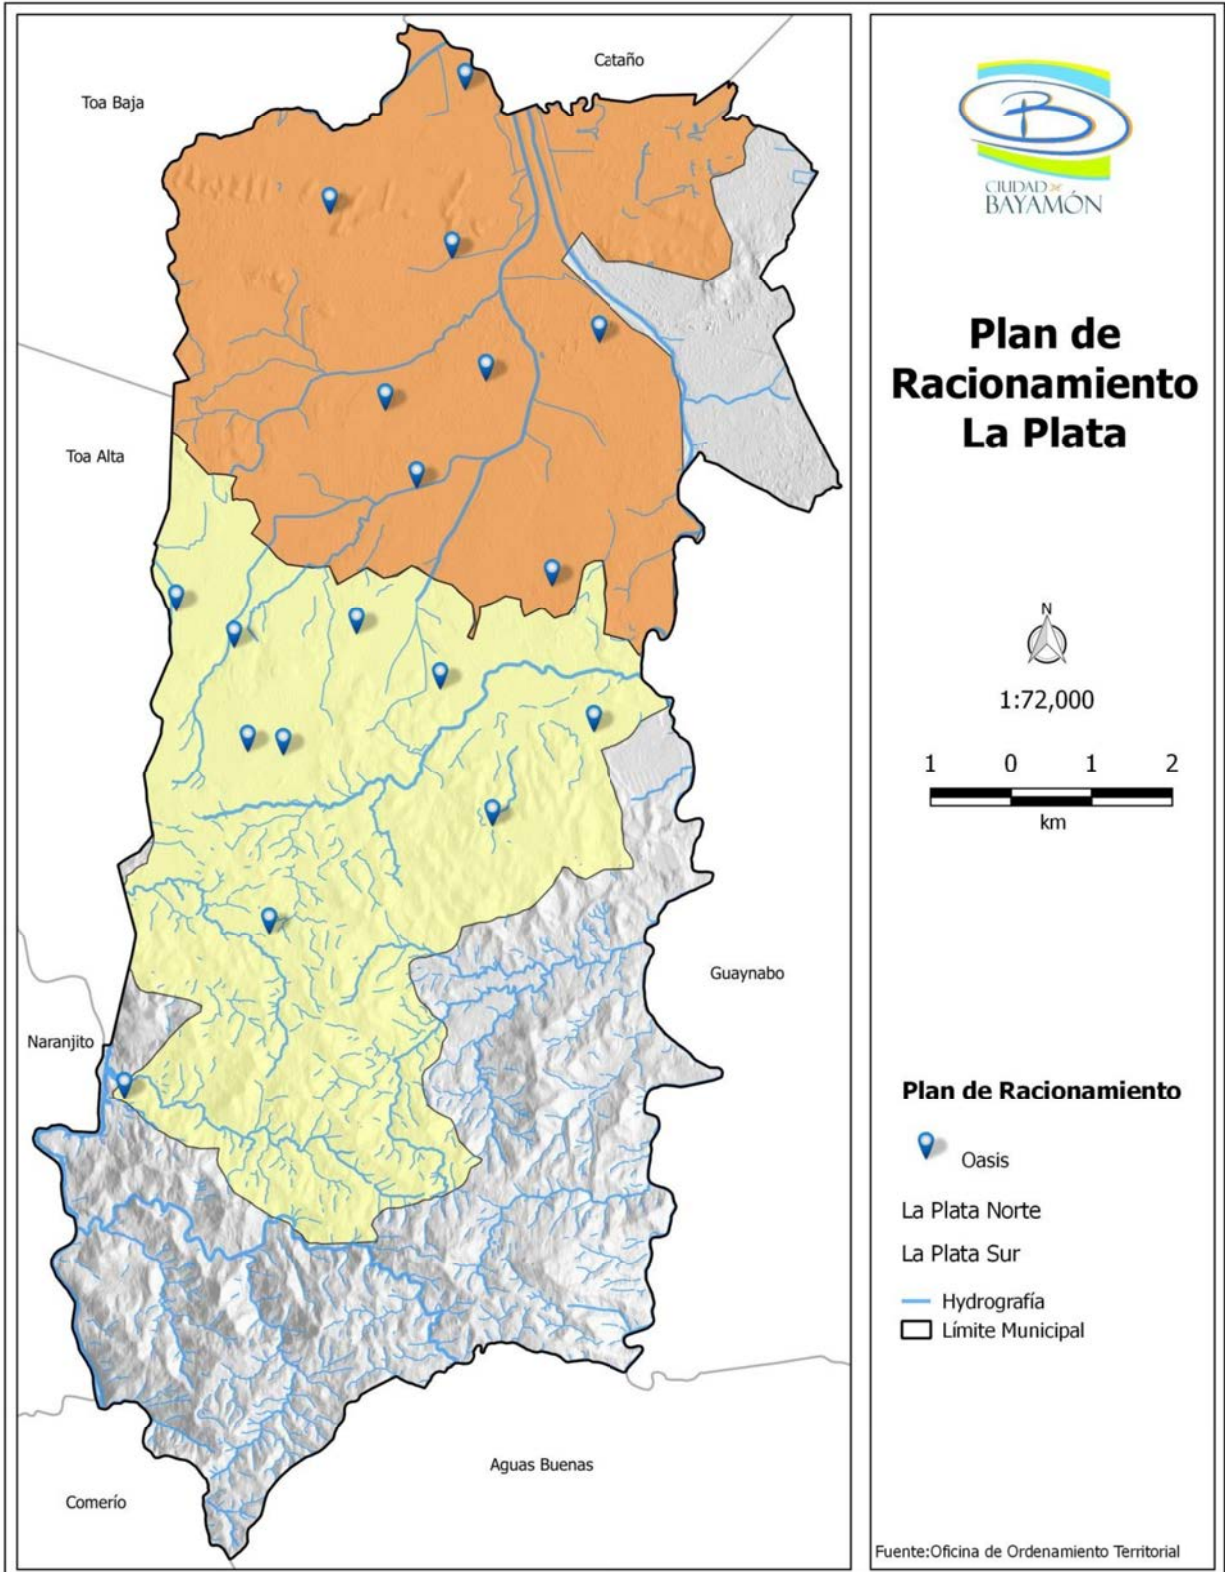 Cataño
Toa Baja
Toa Alta
Guaynabo
Naranjito
Aguas Buenas
Comerío
B
CIUDAD DE
BAYAMÓN
Plan de
Racionamiento
La Plata
N
1:72,000
1 0 1 2
km
Plan de Racionamiento
Oasis
La Plata Norte
La Plata Sur
Hydrografía
Límite Municipal
Fuente:Oficina de Ordenamiento Territorial